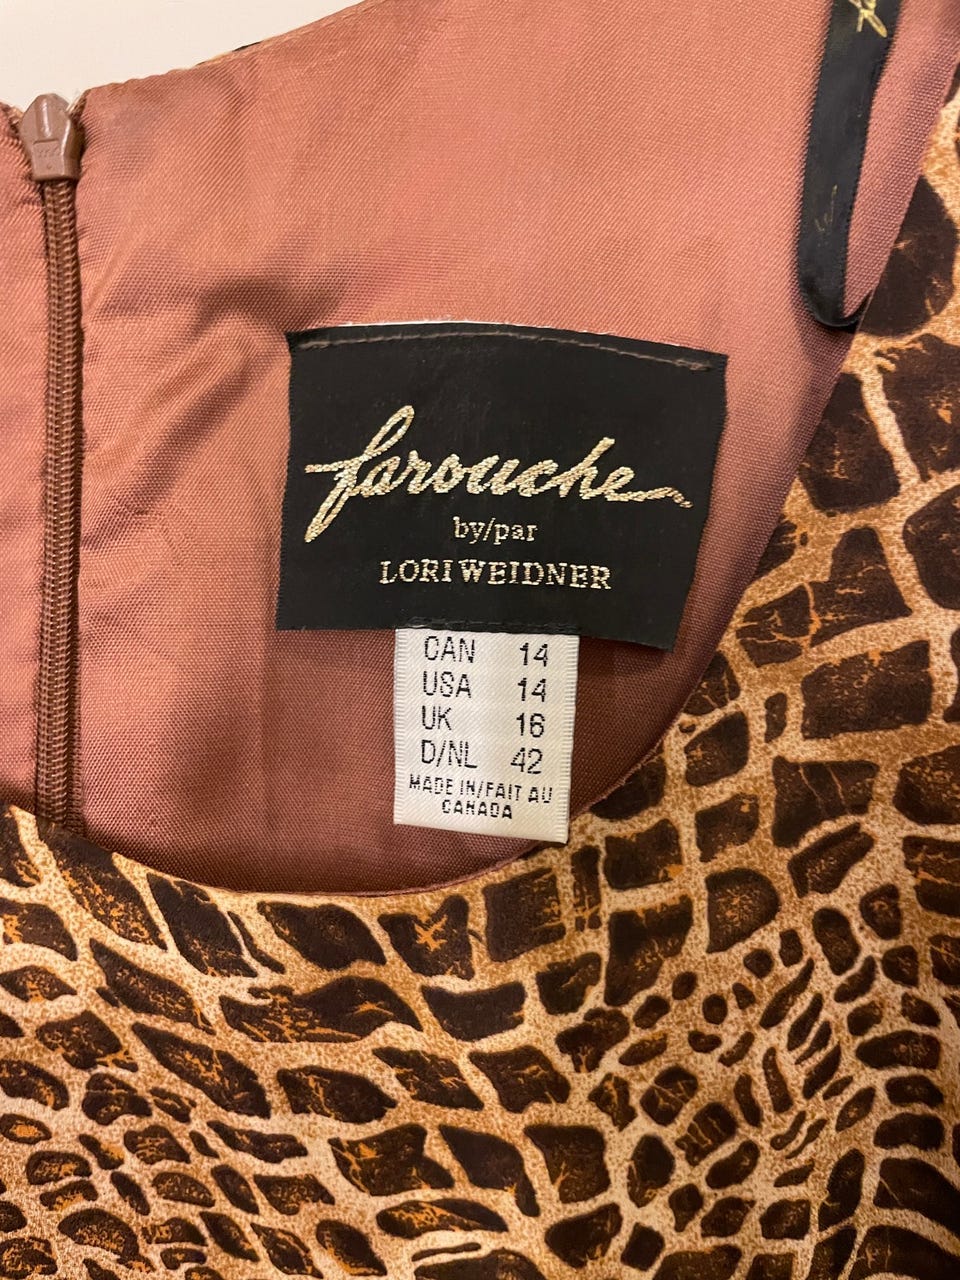 farouche
by/par
LORI WEIDNER
CAN 14
USA 14
UK 16
D/NL 42
MADE IN/FAIT AU
CANADA